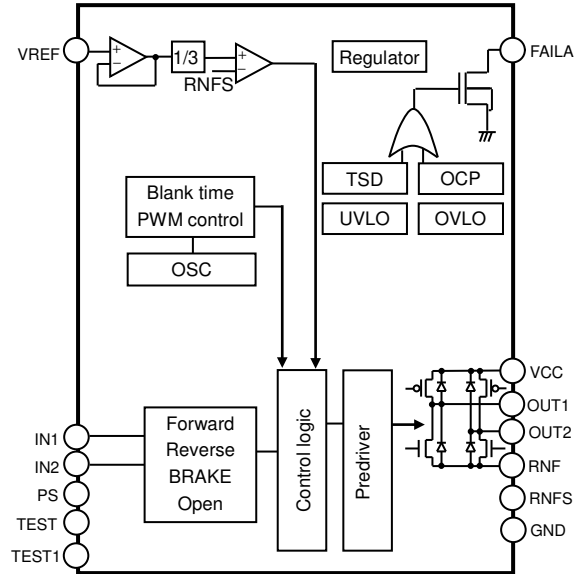 VREF
+
−
1/3
+
−
RNFS
Regulator
FAILA
TSD
OCP
UVLO
OVLO
Blank time
PWM control
OSC
IN1
IN2
PS
TEST
TEST1
Forward
Reverse
BRAKE
Open
Control logic
Predriver
VCC
OUT1
OUT2
RNF
RNFS
GND